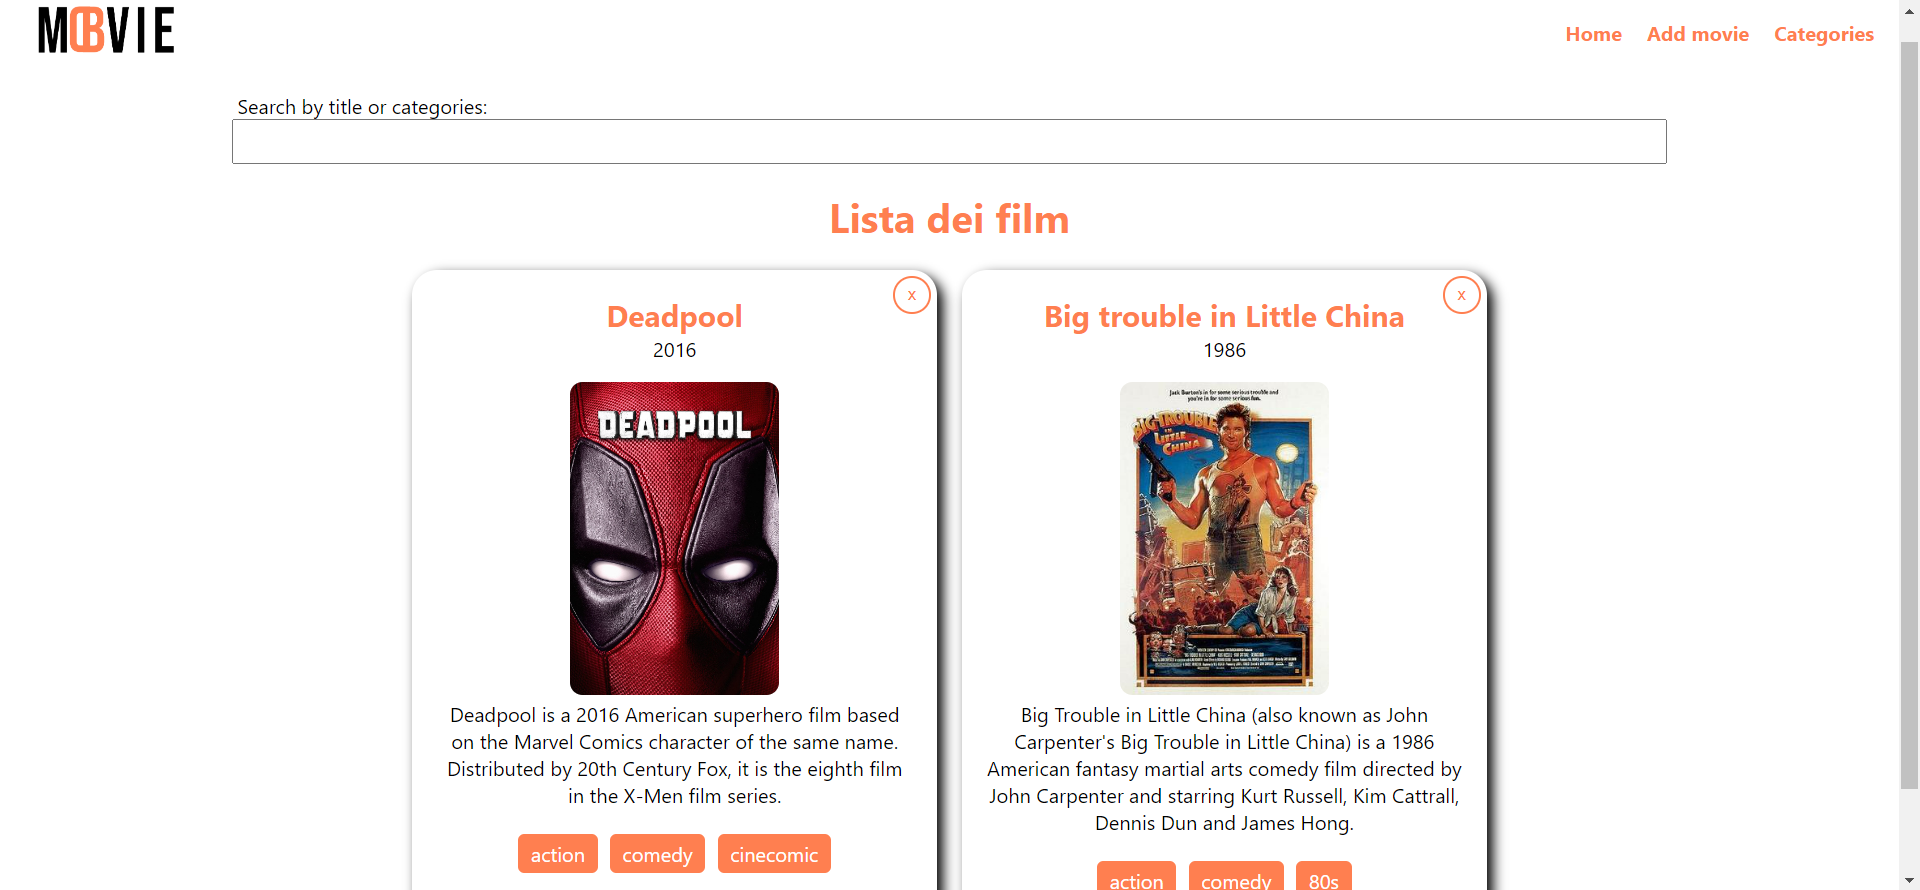 MDBVIE
Home Add movie Categories
Search by title or categories:
Lista dei film
x
Deadpool
2016
DEADPOOL
Deadpool is a 2016 American superhero film based
on the Marvel Comics character of the same name.
Distributed by 20th Century Fox, it is the eighth film
in the X-Men film series.
action comedy cinecomic
x
Big trouble in Little China
1986
Jack Burton's in for some serious trouble and
you're in for some serious fun.
BIG TROUBLE
IN
LITTLE
CHINA
Big Trouble in Little China (also known as John
Carpenter's Big Trouble in Little China) is a 1986
American fantasy martial arts comedy film directed by
John Carpenter and starring Kurt Russell, Kim Cattrall,
Dennis Dun and James Hong.
action comedy 80s